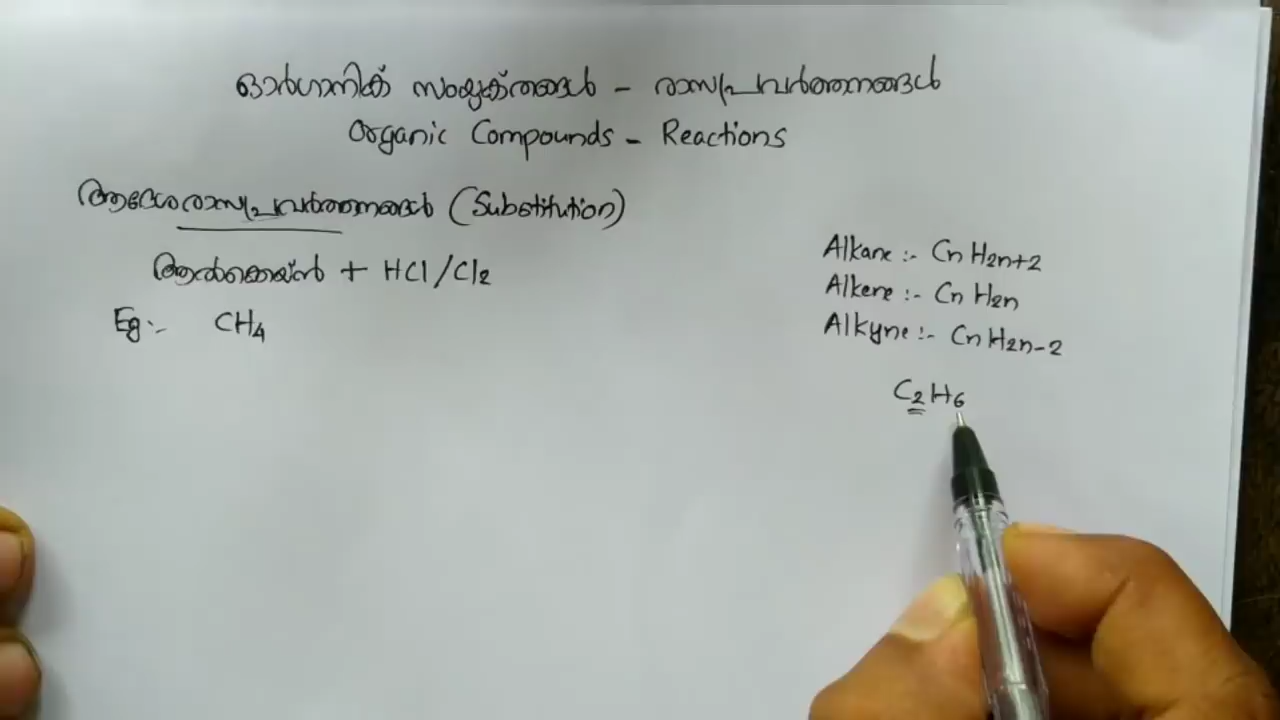 ഓർഗാനിക് സംയുക്തങ്ങൾ - രാസപ്രവർത്തനങ്ങൾ
Organic Compounds - Reactions
ആദേശരാസപ്രവർത്തനങ്ങൾ (Substitution)
ആൽക്കെയ്ൻ + HCl/Cl2
Eg:- CH4
Alkane :- CnH2n+2
Alkene :- CnH2n
Alkyne :- CnH2n-2
C2H6